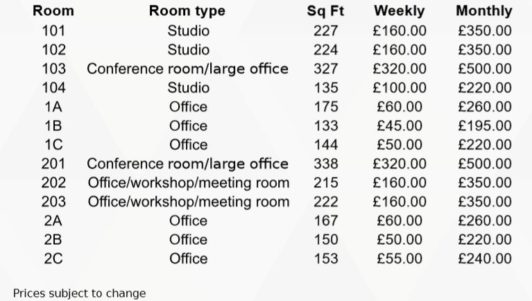 Room Room type Sq Ft Weekly Monthly
101 Studio 227 £160.00 £350.00
102 Studio 224 £160.00 £350.00
103 Conference room/large office 327 £320.00 £500.00
104 Studio 135 £100.00 £220.00
1A Office 175 £60.00 £260.00
1B Office 133 £45.00 £195.00
1C Office 144 £50.00 £220.00
201 Conference room/large office 338 £320.00 £500.00
202 Office/workshop/meeting room 215 £160.00 £350.00
203 Office/workshop/meeting room 222 £160.00 £350.00
2A Office 167 £60.00 £260.00
2B Office 150 £50.00 £220.00
2C Office 153 £55.00 £240.00
Prices subject to change